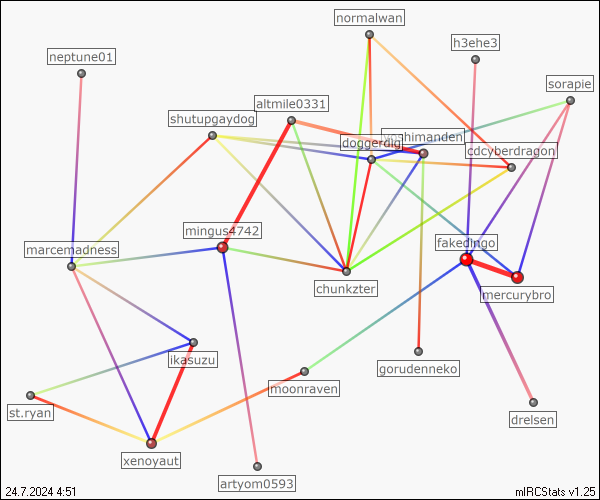 normalwan
h3ehe3
neptune01
sorapie
altmile0331
shutupgaydog
doggerdig
cdcyberdragon
mingus4742
marcemadness
fakedingo
chunkzter
mercurybro
ikasuzu
gorudenneko
moonraven
st.ryan
drelsen
xenoyaut
artyom0593
24.7.2024 4:51
mIRCStats v1.25